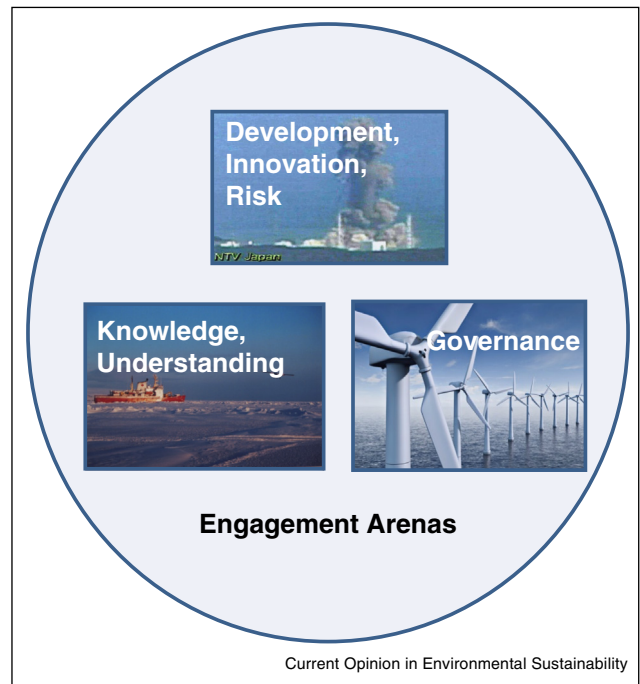 Development,
Innovation,
Risk
NTV Japan
Knowledge,
Understanding
Governance
Engagement Arenas
Current Opinion in Environmental Sustainability